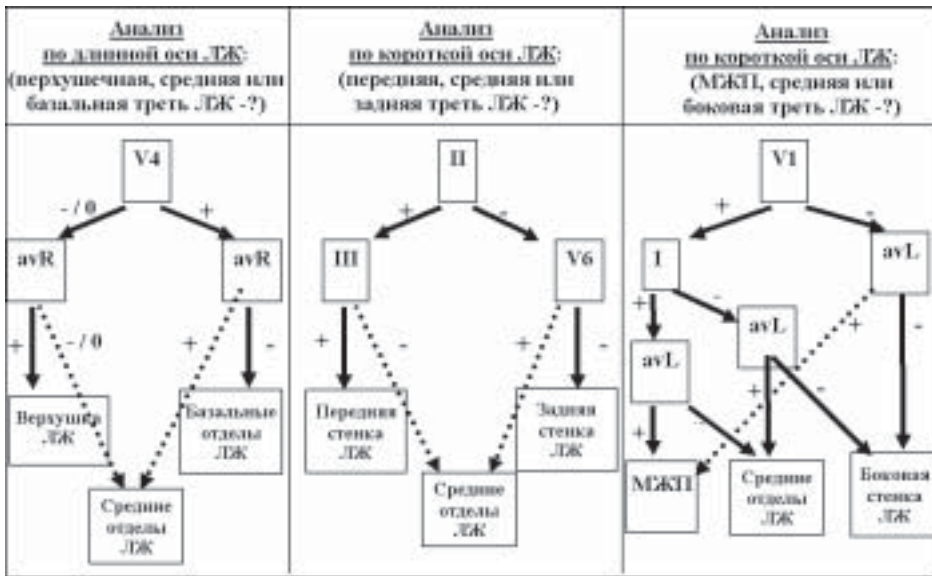 Анализ
по длинной оси ЛЖ:
(верхушечная, средняя или
базальная треть ЛЖ -?)
V4
- / 0
+
avR
avR
+
- / 0
+
-
Верхушка
ЛЖ
Базальные
отделы
ЛЖ
Средние
отделы
ЛЖ
Анализ
по короткой оси ЛЖ:
(передняя, средняя или
задняя треть ЛЖ -?)
II
+
-
III
V6
+
-
+
-
Передняя
стенка
ЛЖ
Задняя
стенка
ЛЖ
Средние
отделы
ЛЖ
Анализ
по короткой оси ЛЖ:
(МЖП, средняя или
боковая треть ЛЖ -?)
V1
+
-
I
avL
+
-
avL
+
-
avL
+
-
+
-
МЖП
Средние
отделы
ЛЖ
Боковая
стенка
ЛЖ